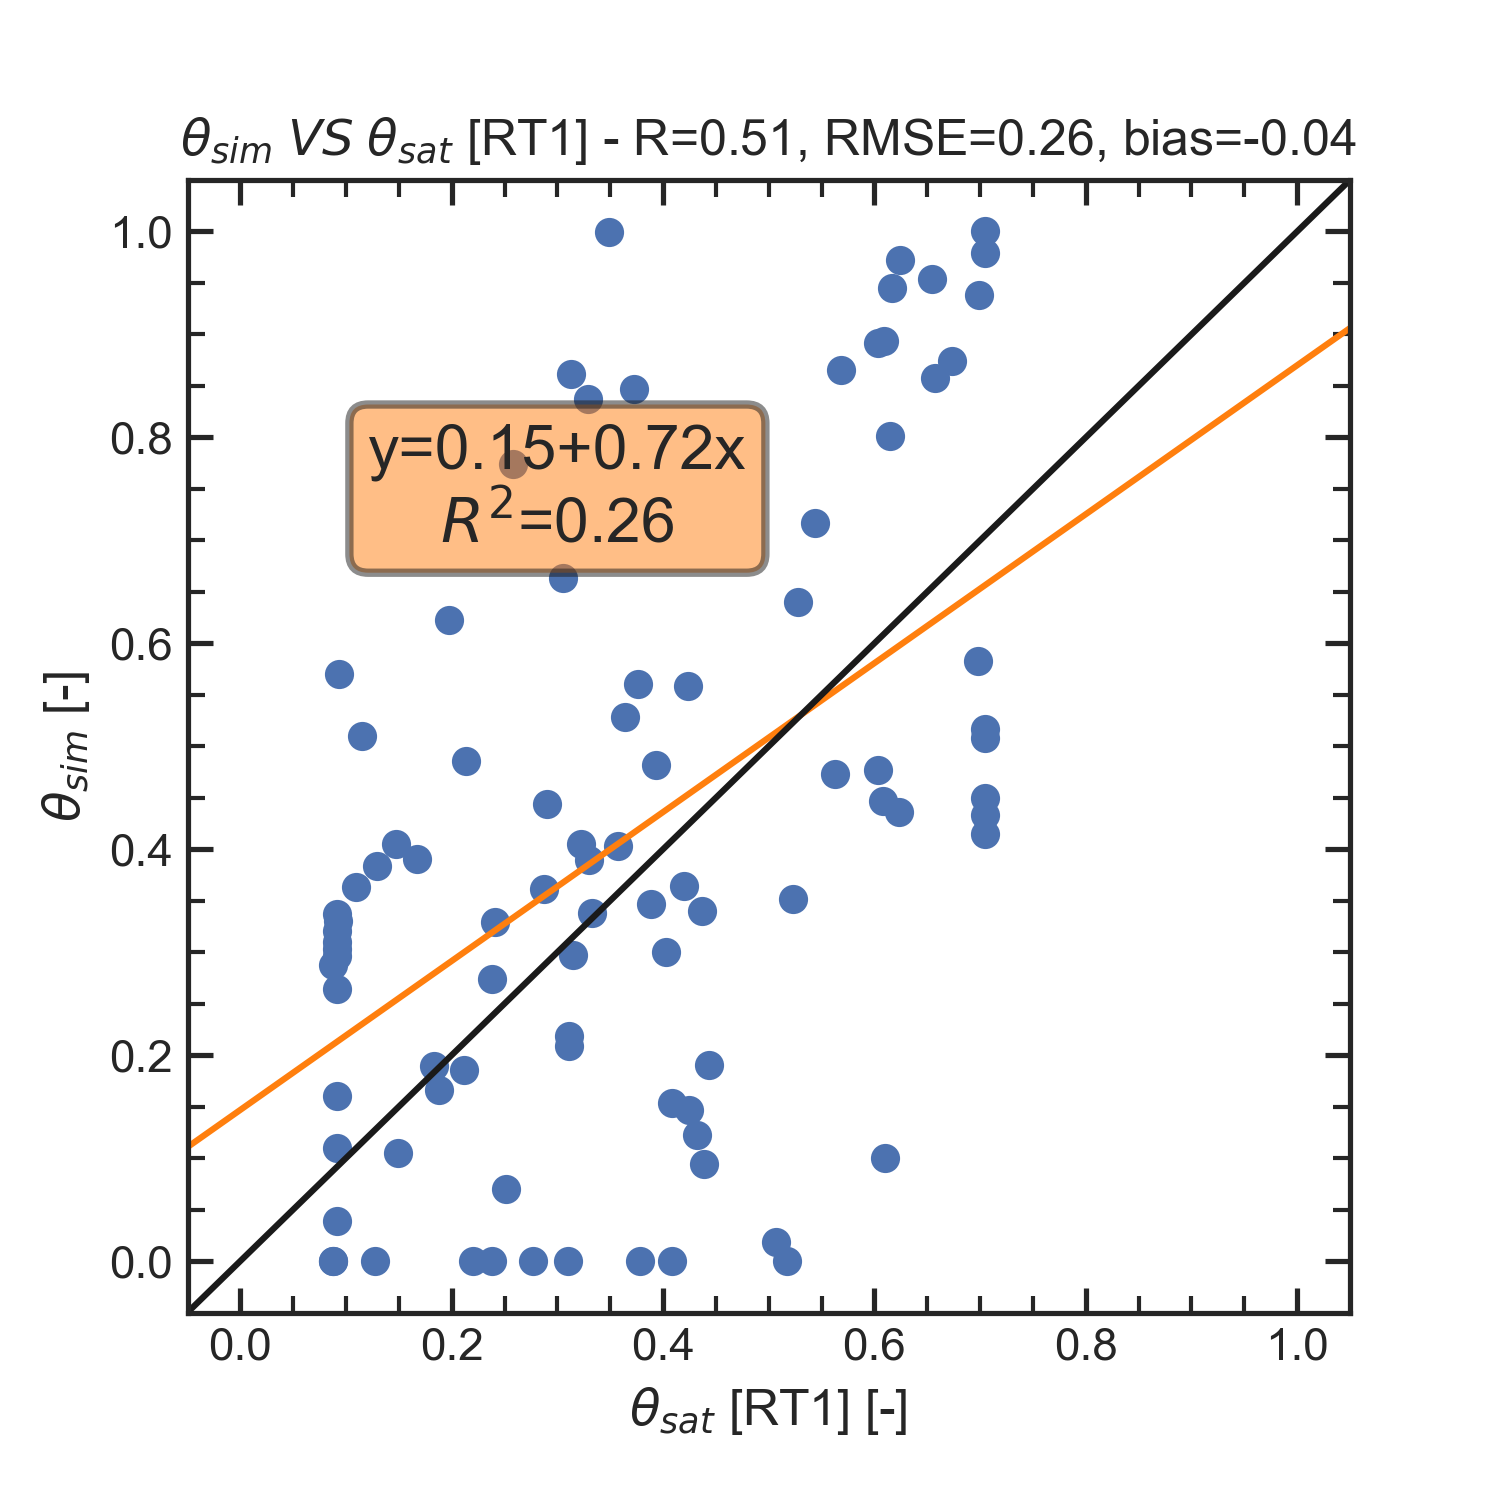 θsim VS θsat [RT1] - R=0.51, RMSE=0.26, bias=-0.04
1.0
0.8
0.6
0.4
0.2
0.0
θsim [-]
y=0.15+0.72x
R²=0.26
0.0 0.2 0.4 0.6 0.8 1.0
θsat [RT1] [-]